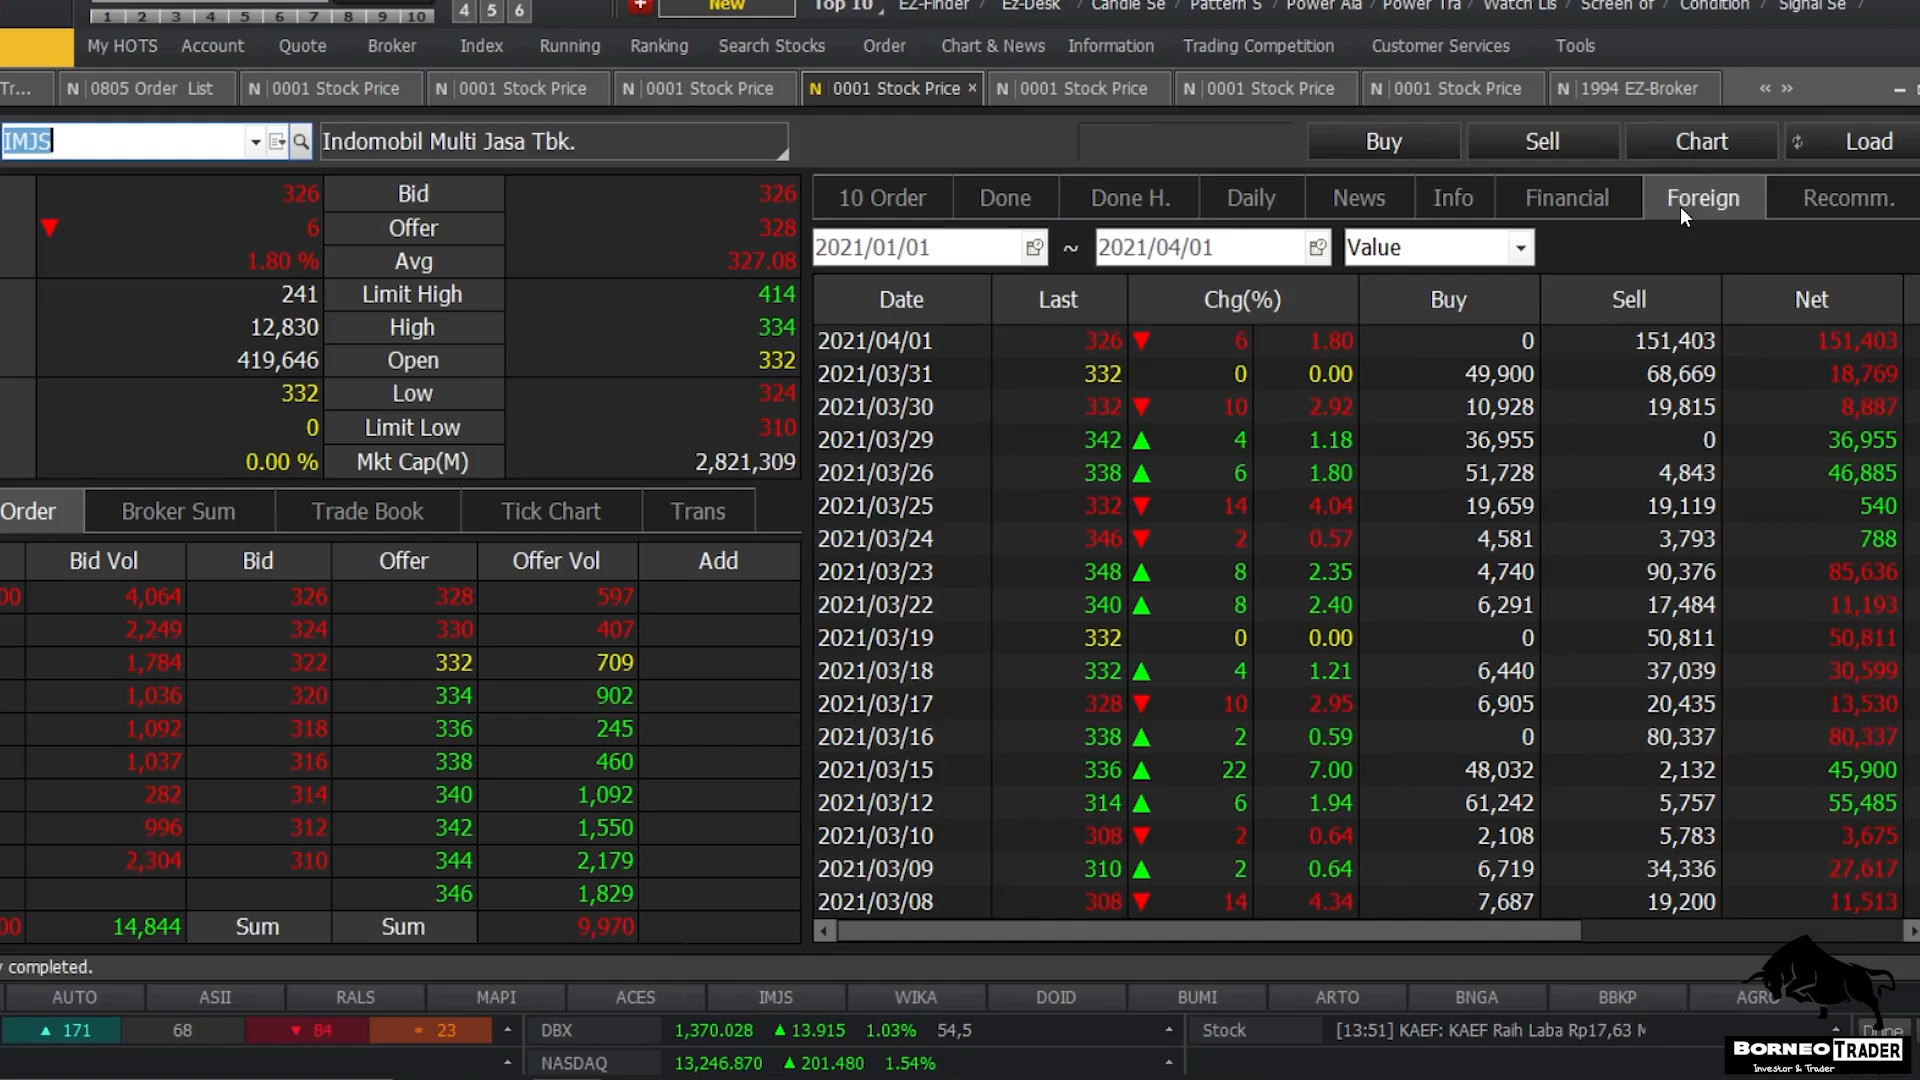 1 2 3 4 5 6 7 8 9 10 4 5 6 New Top 10 EZ-Finder / Ez-Desk / Candle Se / Pattern S / Power Ala / Power Tra / Watch Lis / Screen of / Condition / Signal Se /
My HOTS Account Quote Broker Index Running Ranking Search Stocks Order Chart & News Information Trading Competition Customer Services Tools
Tr... N 0805 Order List N 0001 Stock Price N 0001 Stock Price N 0001 Stock Price N 0001 Stock Price × N 0001 Stock Price N 0001 Stock Price N 0001 Stock Price N 1994 EZ-Broker « »
IMJS Indomobil Multi Jasa Tbk. Buy Sell Chart Load
326 Bid 326
▼ 6 Offer 328
1.80 % Avg 327.08
241 Limit High 414
12,830 High 334
419,646 Open 332
332 Low 324
0 Limit Low 310
0.00 % Mkt Cap(M) 2,821,309
Order Broker Sum Trade Book Tick Chart Trans
Bid Vol Bid Offer Offer Vol Add
00 4,064 326 328 597
2,249 324 330 407
1,784 322 332 709
1,036 320 334 902
1,092 318 336 245
1,037 316 338 460
282 314 340 1,092
996 312 342 1,550
2,304 310 344 2,179
346 1,829
00 14,844 Sum Sum 9,970
10 Order Done Done H. Daily News Info Financial Foreign Recomm.
2021/01/01 ~ 2021/04/01 Value
Date Last Chg(%) Buy Sell Net
2021/04/01 326 ▼ 6 1.80 0 151,403 151,403
2021/03/31 332 0 0.00 49,900 68,669 18,769
2021/03/30 332 ▼ 10 2.92 10,928 19,815 8,887
2021/03/29 342 ▲ 4 1.18 36,955 0 36,955
2021/03/26 338 ▲ 6 1.80 51,728 4,843 46,885
2021/03/25 332 ▼ 14 4.04 19,659 19,119 540
2021/03/24 346 ▼ 2 0.57 4,581 3,793 788
2021/03/23 348 ▲ 8 2.35 4,740 90,376 85,636
2021/03/22 340 ▲ 8 2.40 6,291 17,484 11,193
2021/03/19 332 0 0.00 0 50,811 50,811
2021/03/18 332 ▲ 4 1.21 6,440 37,039 30,599
2021/03/17 328 ▼ 10 2.95 6,905 20,435 13,530
2021/03/16 338 ▲ 2 0.59 0 80,337 80,337
2021/03/15 336 ▲ 22 7.00 48,032 2,132 45,900
2021/03/12 314 ▲ 6 1.94 61,242 5,757 55,485
2021/03/10 308 ▼ 2 0.64 2,108 5,783 3,675
2021/03/09 310 ▲ 2 0.64 6,719 34,336 27,617
2021/03/08 308 ▼ 14 4.34 7,687 19,200 11,513
y completed.
AUTO ASII RALS MAPI ACES IMJS WIKA DOID BUMI ARTO BNGA BBKP AGRO
▲ 171 68 ▼ 84 * 23 DBX 1,370.028 ▲ 13.915 1.03% 54,5 Stock [13:51] KAEF: KAEF Raih Laba Rp17,63 M Done
NASDAQ 13,246.870 ▲ 201.480 1.54%
BORNEO TRADER
Investor & Trader